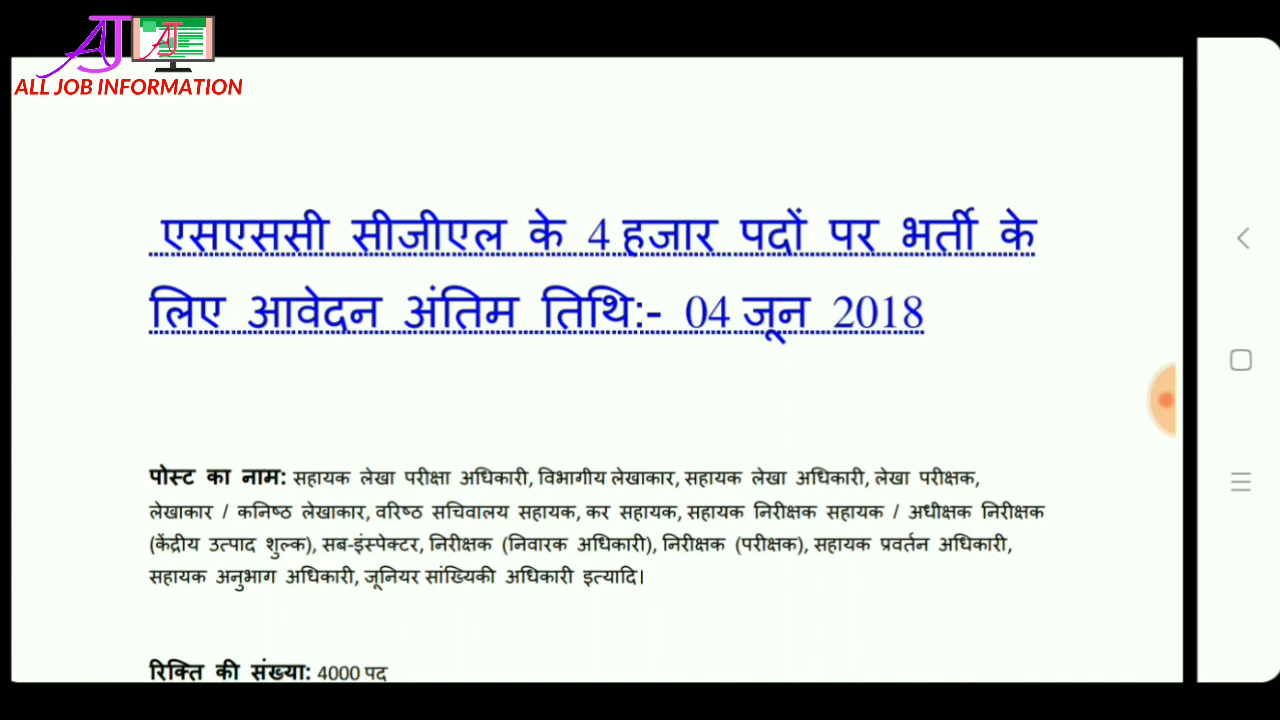 AJ
AJ
ALL JOB INFORMATION
एसएससी सीजीएल के 4 हजार पदों पर भर्ती के
लिए आवेदन अंतिम तिथि:- 04 जून 2018
पोस्ट का नाम: सहायक लेखा परीक्षा अधिकारी, विभागीय लेखाकार, सहायक लेखा अधिकारी, लेखा परीक्षक,
लेखाकार / कनिष्ठ लेखाकार, वरिष्ठ सचिवालय सहायक, कर सहायक, सहायक निरीक्षक सहायक / अधीक्षक निरीक्षक
(केंद्रीय उत्पाद शुल्क), सब-इंस्पेक्टर, निरीक्षक (निवारक अधिकारी), निरीक्षक (परीक्षक), सहायक प्रवर्तन अधिकारी,
सहायक अनुभाग अधिकारी, जूनियर सांख्यिकी अधिकारी इत्यादि।
रिक्ति की संख्या: 4000 पद